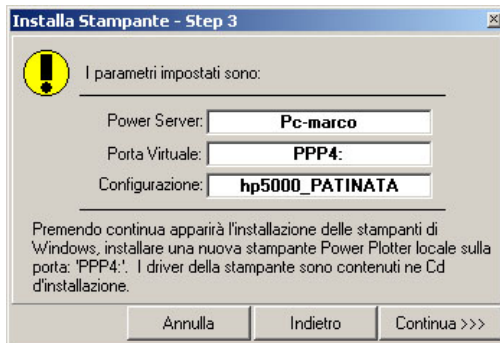 Installa Stampante - Step 3
I parametri impostati sono:
Power Server: Pc-marco
Porta Virtuale: PPP4:
Configurazione: hp5000_PATINATA
Premendo continua apparirà l'installazione delle stampanti di
Windows, installare una nuova stampante Power Plotter locale sulla
porta: 'PPP4:'. I driver della stampante sono contenuti ne Cd
d'installazione.
Annulla Indietro Continua >>>